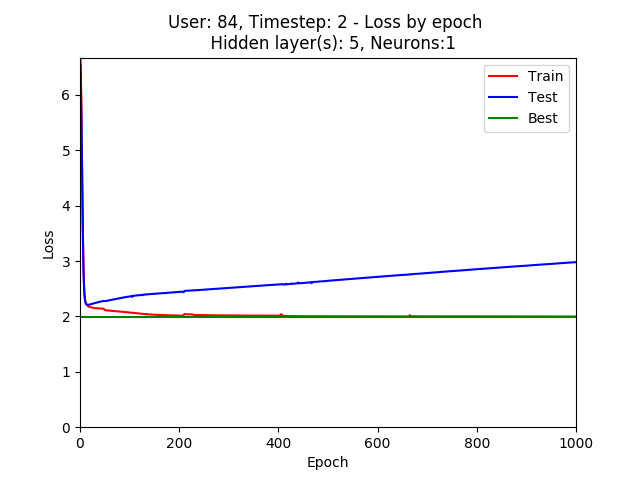 User: 84, Timestep: 2 - Loss by epoch
Hidden layer(s): 5, Neurons:1
Train
Test
Best
Loss
6
5
4
3
2
1
0
0 200 400 600 800 1000
Epoch